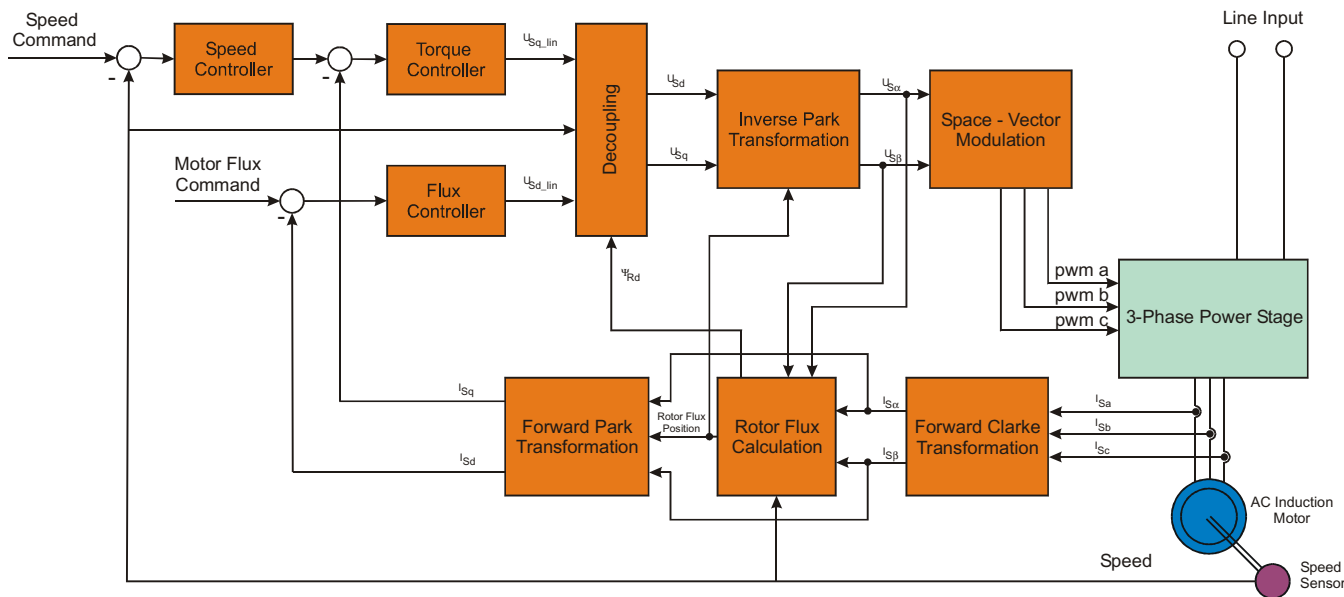 Speed
Command
-
Speed
Controller
-
Torque
Controller
uSq_lin
Decoupling
uSd
uSq
Inverse Park
Transformation
uSα
uSβ
Space - Vector
Modulation
Line Input
Motor Flux
Command
-
Flux
Controller
uSd_lin
ΨRd
pwm a
pwm b
pwm c
3-Phase Power Stage
iSq
iSd
Forward Park
Transformation
Rotor Flux
Position
Rotor Flux
Calculation
iSα
iSβ
Forward Clarke
Transformation
iSa
iSb
iSc
AC Induction
Motor
Speed
Speed
Sensor